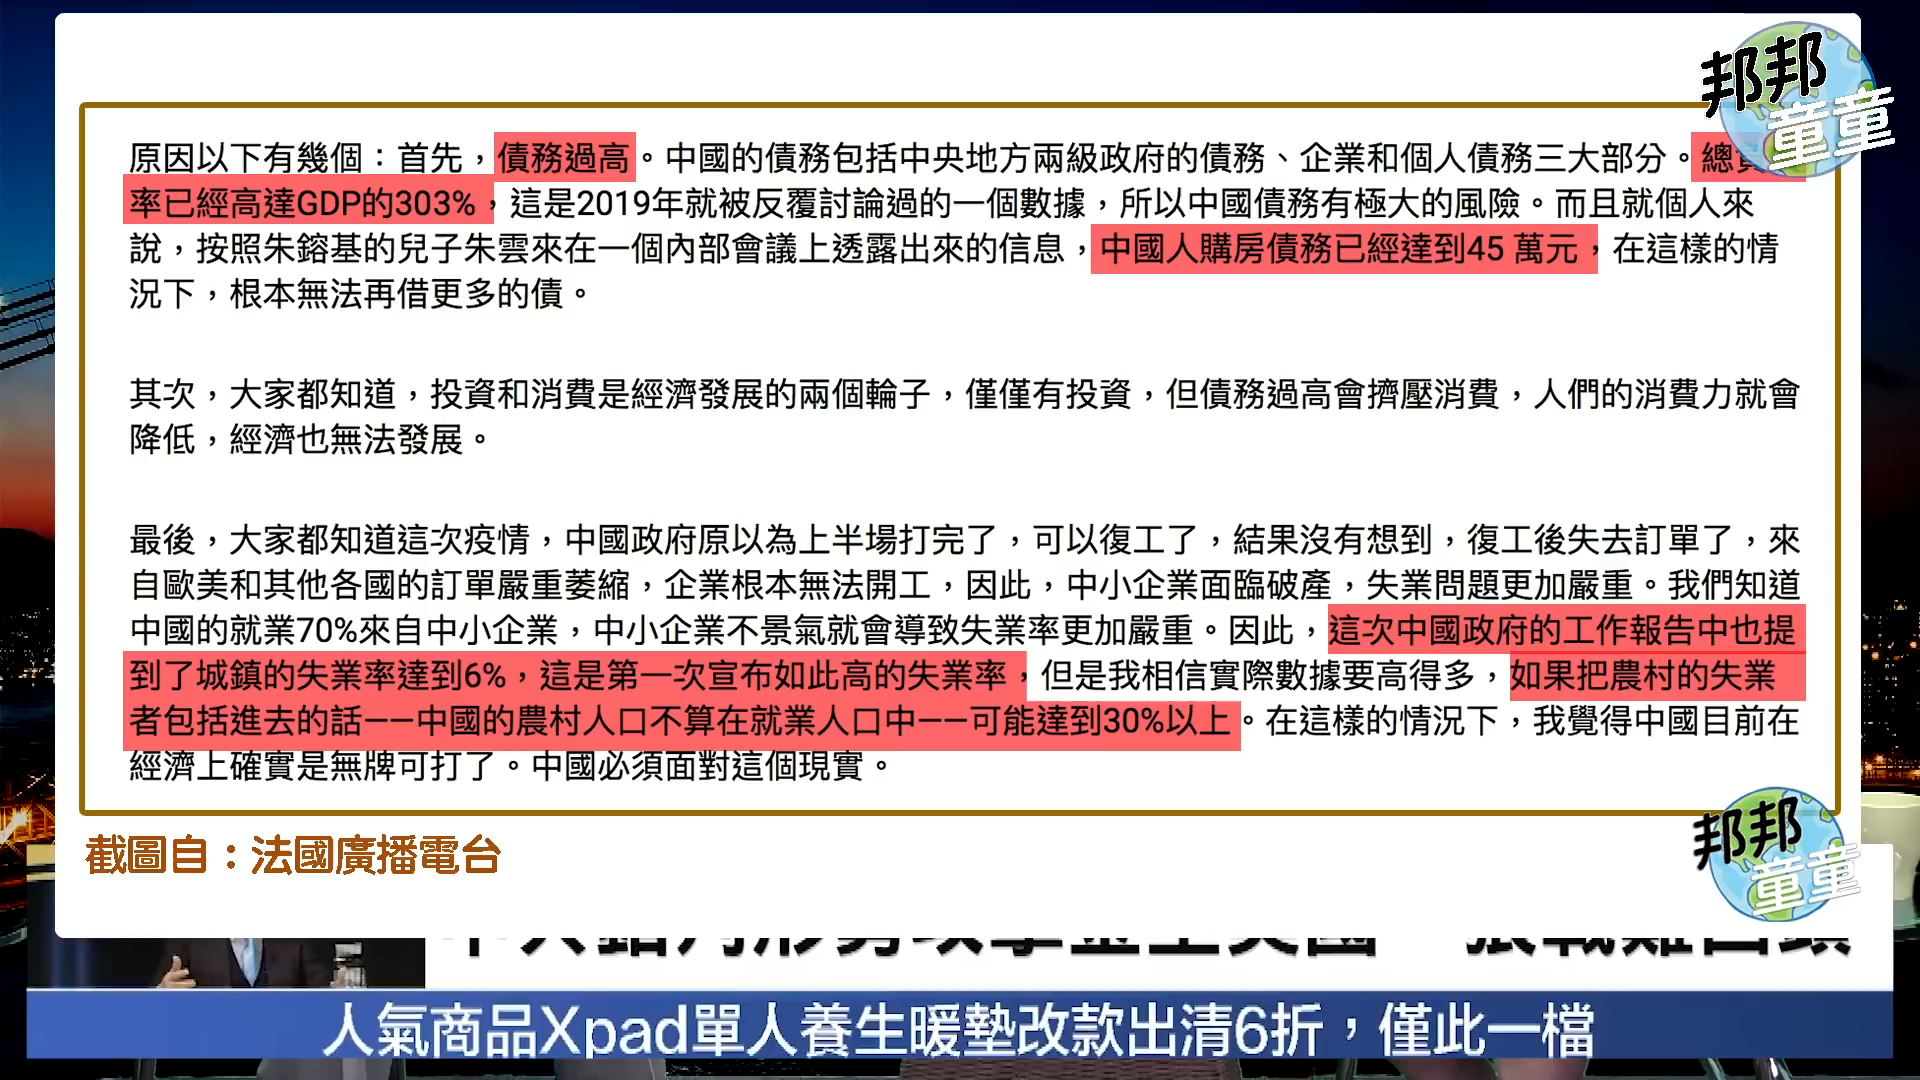 邦邦
童童
原因以下有幾個：首先，債務過高。中國的債務包括中央地方兩級政府的債務、企業和個人債務三大部分。總
率已經高達GDP的303%，這是2019年就被反覆討論過的一個數據，所以中國債務有極大的風險。而且就個人來
說，按照朱鎔基的兒子朱雲來在一個內部會議上透露出來的信息，中國人購房債務已經達到45 萬元，在這樣的情
況下，根本無法再借更多的債。
其次，大家都知道，投資和消費是經濟發展的兩個輪子，僅僅有投資，但債務過高會擠壓消費，人們的消費力就會
降低，經濟也無法發展。
最後，大家都知道這次疫情，中國政府原以為上半場打完了，可以復工了，結果沒有想到，復工後失去訂單了，來
自歐美和其他各國的訂單嚴重萎縮，企業根本無法開工，因此，中小企業面臨破產，失業問題更加嚴重。我們知道
中國的就業70%來自中小企業，中小企業不景氣就會導致失業率更加嚴重。因此，這次中國政府的工作報告中也提
到了城鎮的失業率達到6%，這是第一次宣布如此高的失業率，但是我相信實際數據要高得多，如果把農村的失業
者包括進去的話——中國的農村人口不算在就業人口中——可能達到30%以上。在這樣的情況下，我覺得中國目前在
經濟上確實是無牌可打了。中國必須面對這個現實。
截圖自：法國廣播電台
邦邦
童童
人氣商品Xpad單人養生暖墊改款出清6折，僅此一檔